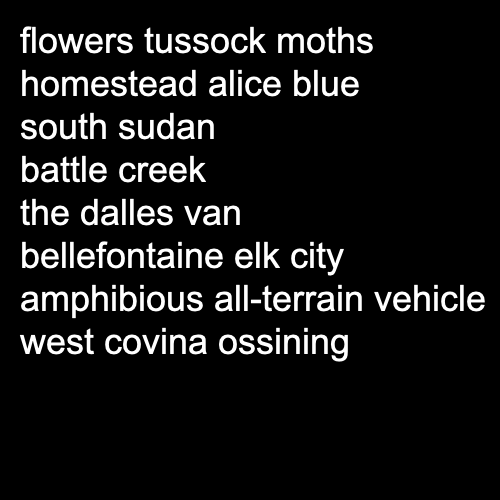 flowers tussock moths
homestead alice blue
south sudan
battle creek
the dalles van
bellefontaine elk city
amphibious all-terrain vehicle
west covina ossining